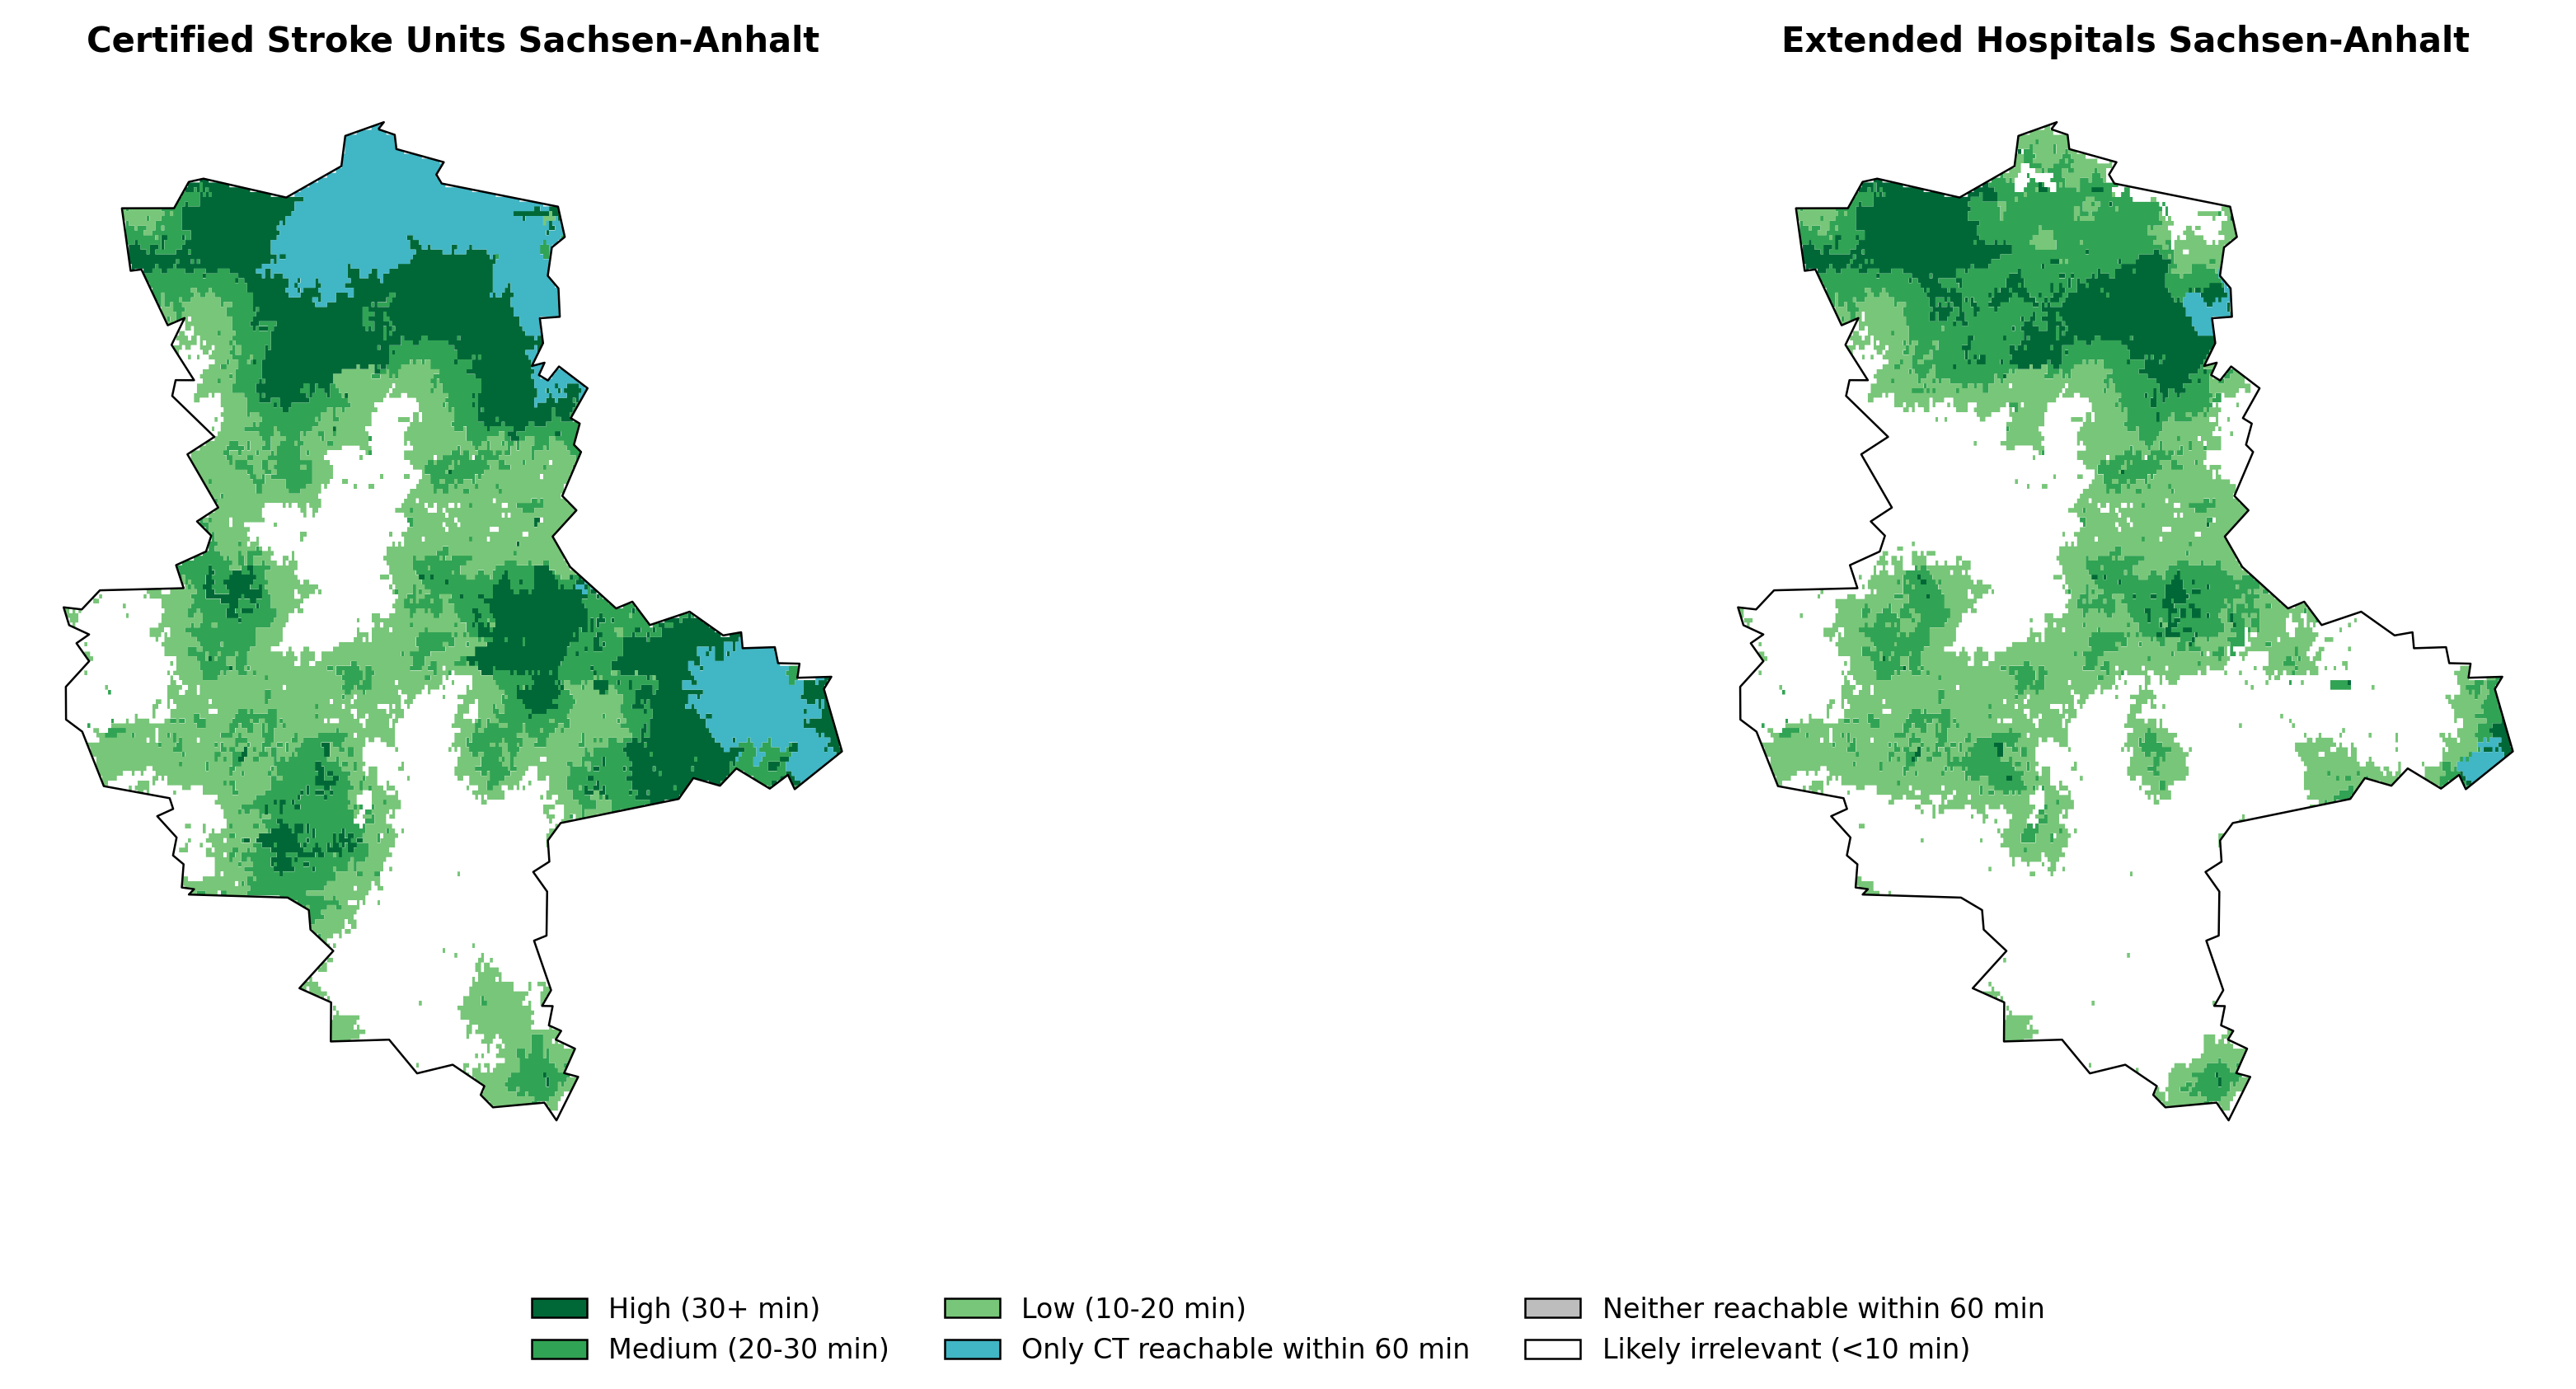 Certified Stroke Units Sachsen-Anhalt
Extended Hospitals Sachsen-Anhalt
High (30+ min)
Medium (20-30 min)
Low (10-20 min)
Only CT reachable within 60 min
Neither reachable within 60 min
Likely irrelevant (<10 min)